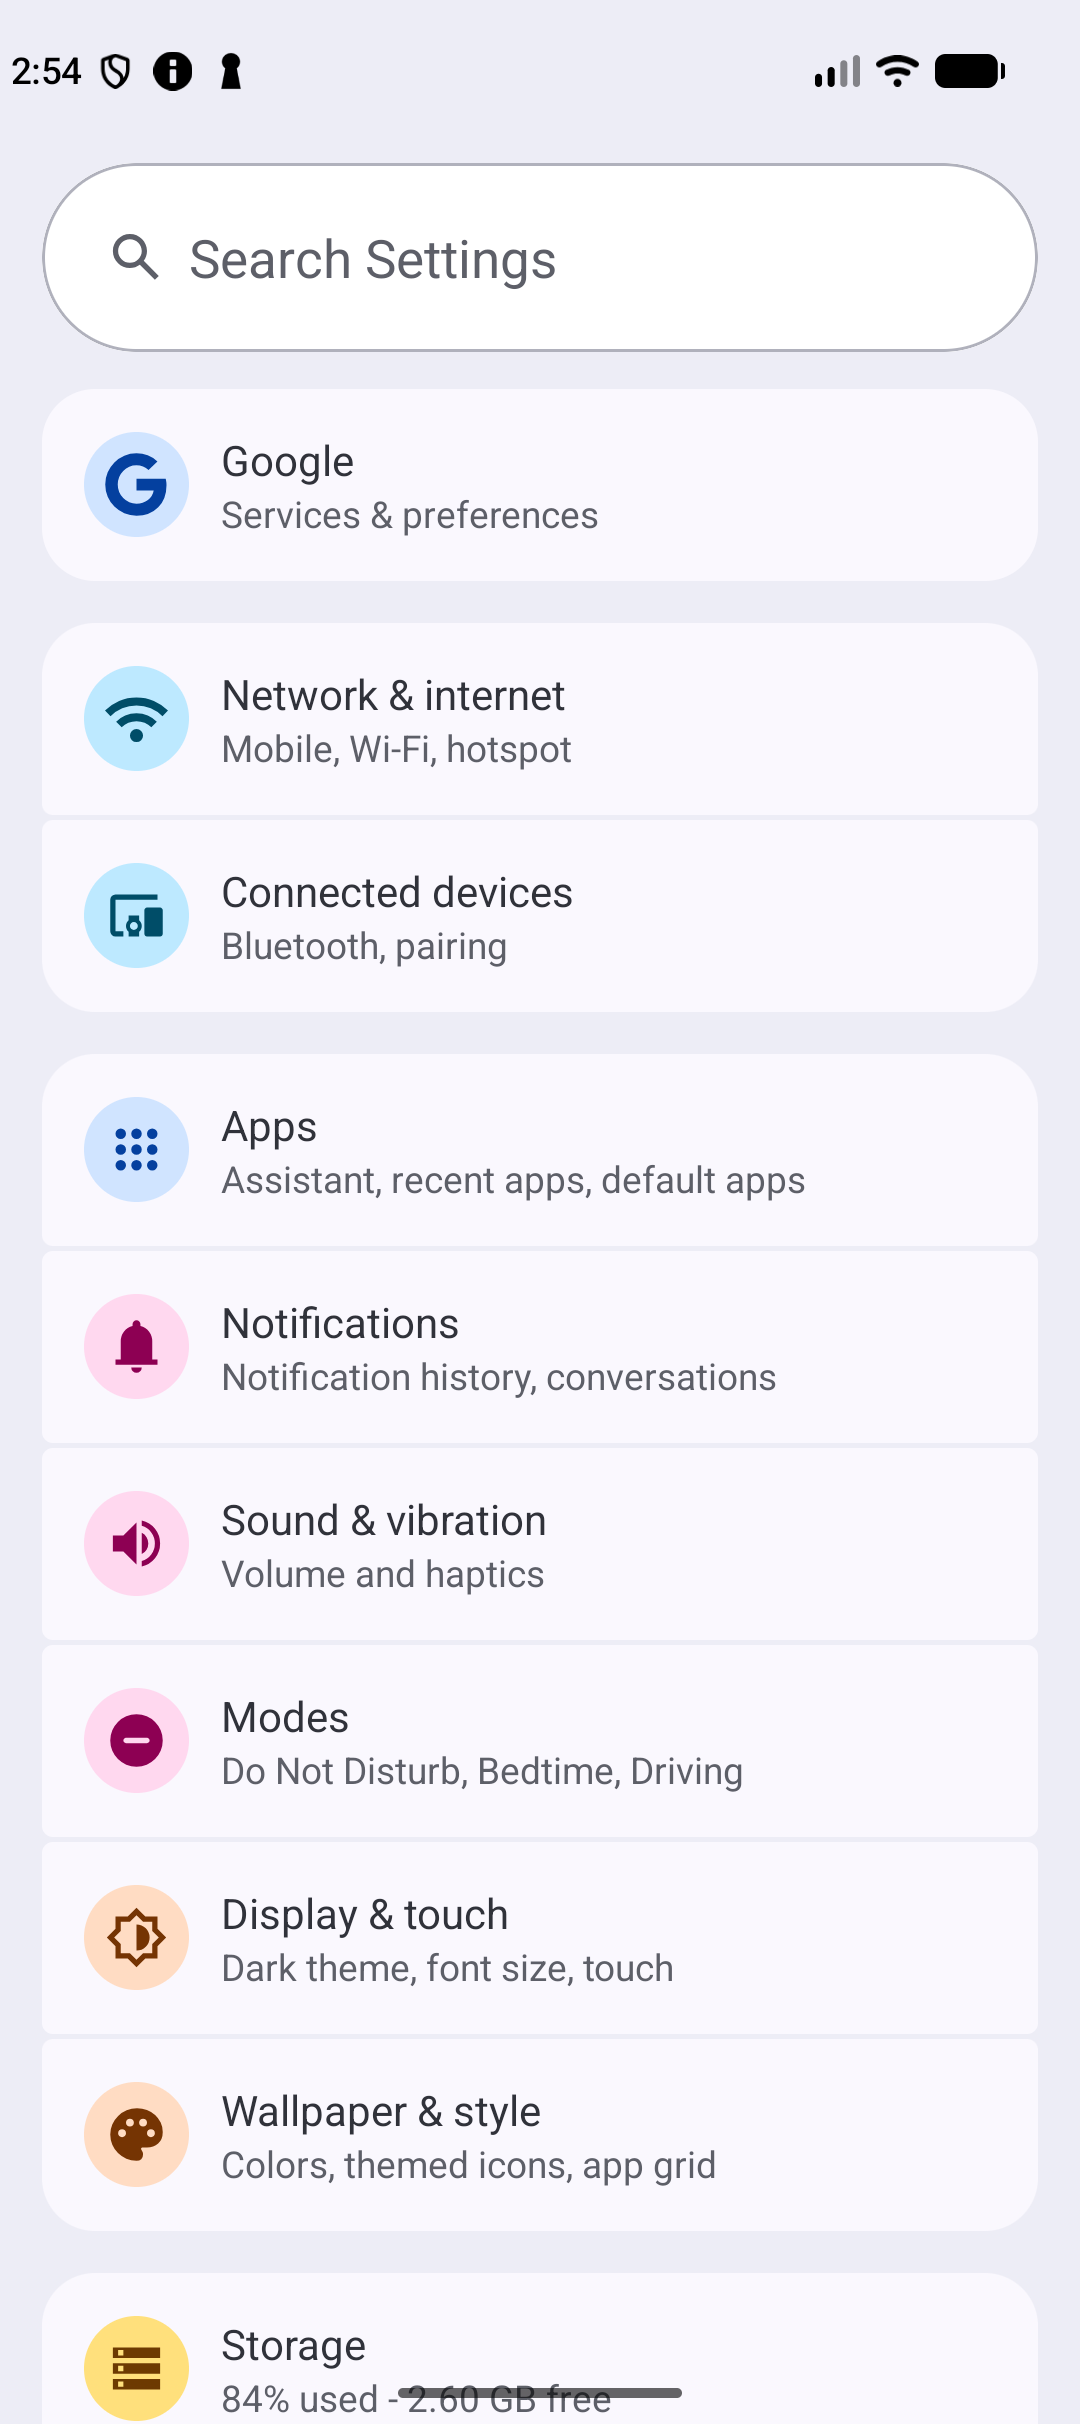 2:54
Search Settings
Google
Services & preferences
Network & internet
Mobile, Wi-Fi, hotspot
Connected devices
Bluetooth, pairing
Apps
Assistant, recent apps, default apps
Notifications
Notification history, conversations
Sound & vibration
Volume and haptics
Modes
Do Not Disturb, Bedtime, Driving
Display & touch
Dark theme, font size, touch
Wallpaper & style
Colors, themed icons, app grid
Storage
84% used - 2.60 GB free